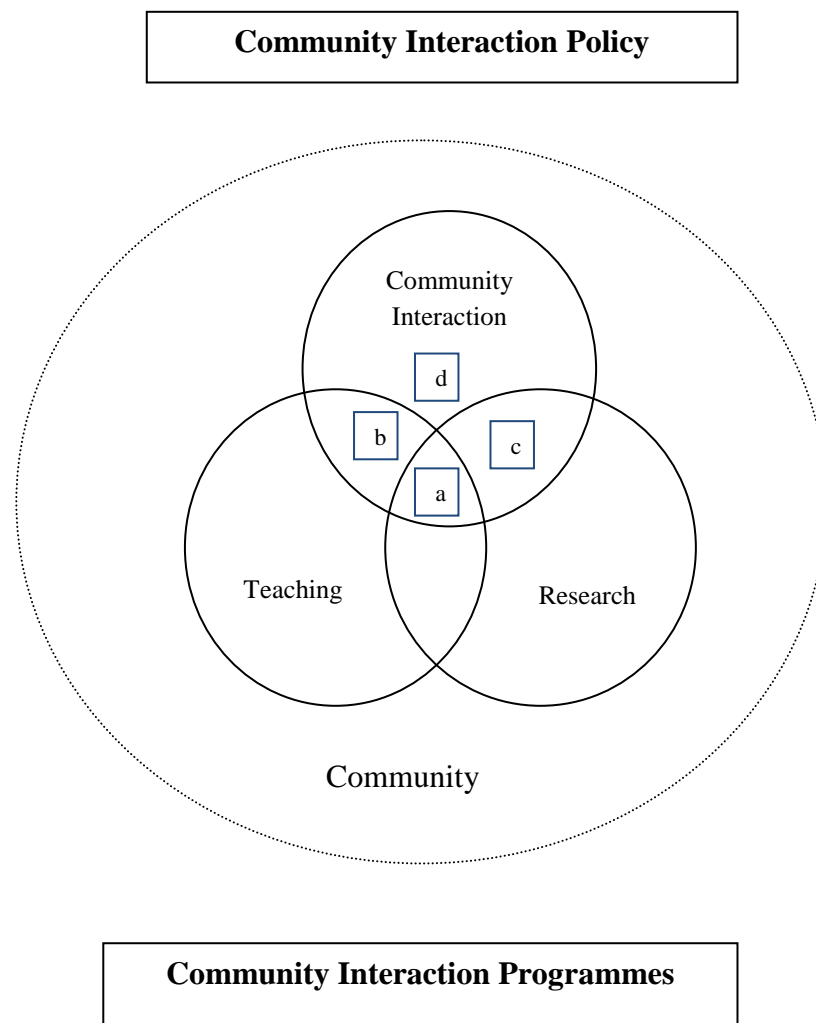 Community Interaction Policy
Community
Interaction
d
b
c
a
Teaching
Research
Community
Community Interaction Programmes